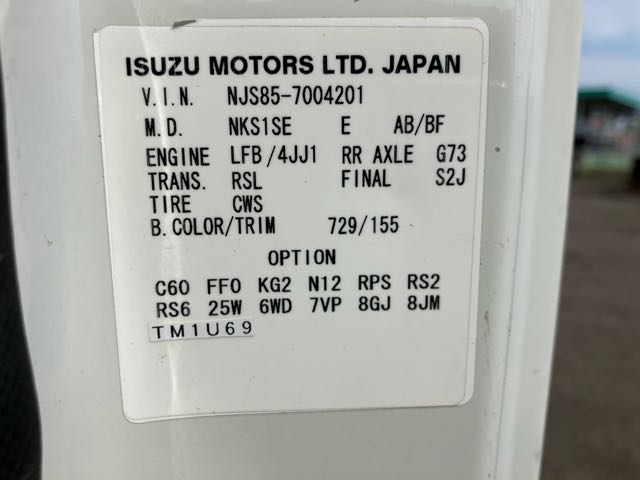 ISUZU MOTORS LTD. JAPAN
V.I.N. NJS85-7004201
M.D. NKS1SE E AB/BF
ENGINE LFB/4JJ1 RR AXLE G73
TRANS. RSL FINAL S2J
TIRE CWS
B.COLOR/TRIM 729/155
OPTION
C60 FF0 KG2 N12 RPS RS2
RS6 25W 6WD 7VP 8GJ 8JM
TM1U69